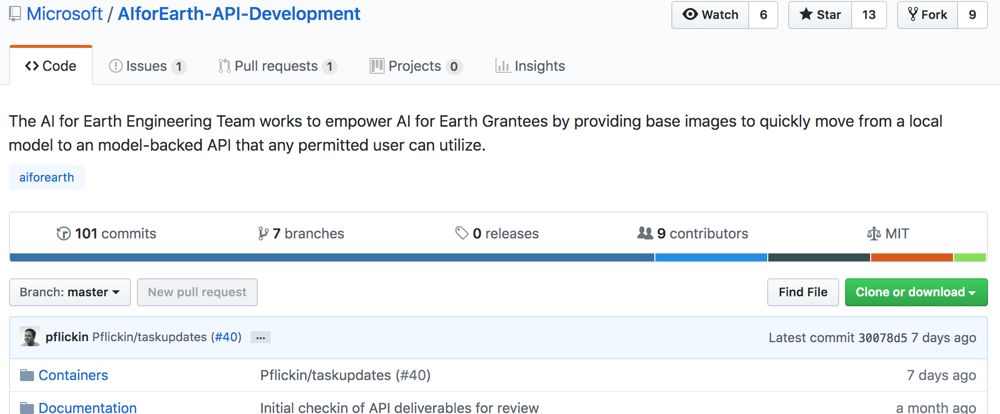 Microsoft / AIforEarth-API-Development Watch 6 Star 13 Fork 9
Code Issues 1 Pull requests 1 Projects 0 Insights
The AI for Earth Engineering Team works to empower AI for Earth Grantees by providing base images to quickly move from a local
model to an model-backed API that any permitted user can utilize.
aiforearth
101 commits 7 branches 0 releases 9 contributors MIT
Branch: master New pull request Find File Clone or download
pflickin Pflickin/taskupdates (#40) ... Latest commit 30078d5 7 days ago
Containers Pflickin/taskupdates (#40) 7 days ago
Documentation Initial checkin of API deliverables for review a month ago